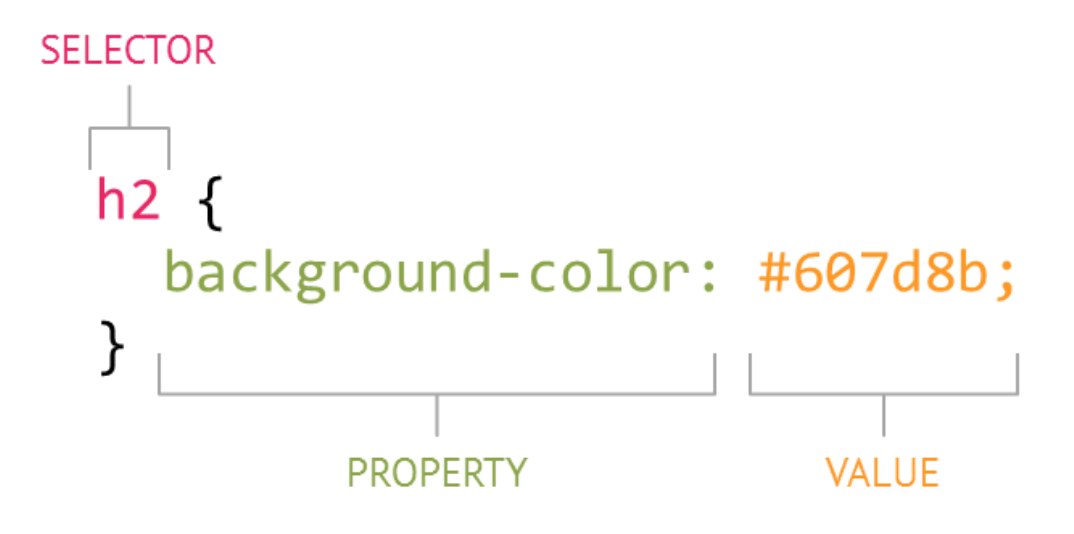 SELECTOR
h2 {
background-color: #607d8b;
}
PROPERTY VALUE